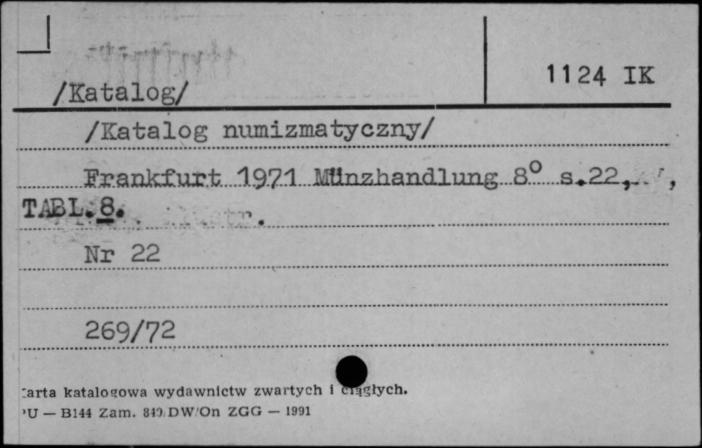 1124 IK
/Katalog/
/Katalog numizmatyczny/
Frankfurt 1971 Münzhandlung 8° s.22,
TABL.8.
Nr 22
269/72
Karta katalogowa wydawnictw zwartych i ciągłych.
PU — B144 Zam. 849/DW/On ZGG — 1991